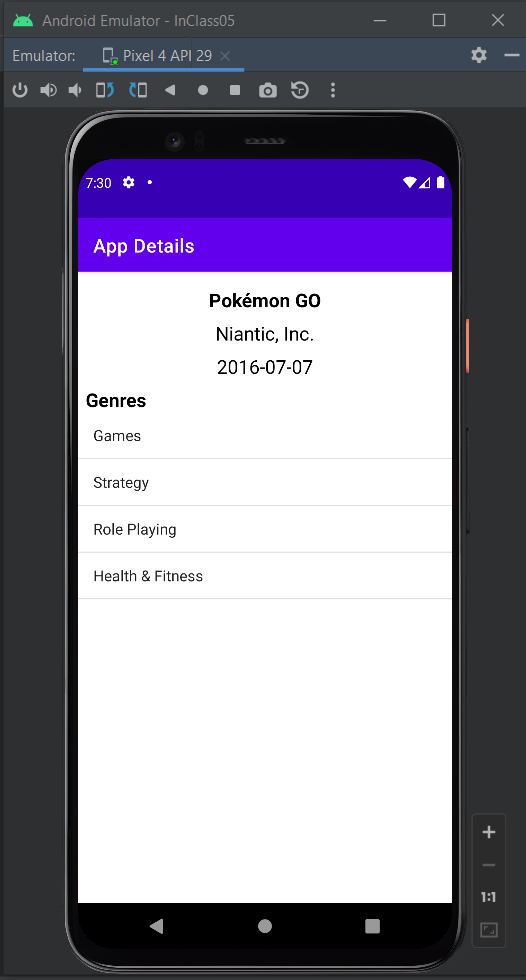 Android Emulator - InClass05
Emulator: Pixel 4 API 29
7:30
App Details
Pokémon GO
Niantic, Inc.
2016-07-07
Genres
Games
Strategy
Role Playing
Health & Fitness
1:1